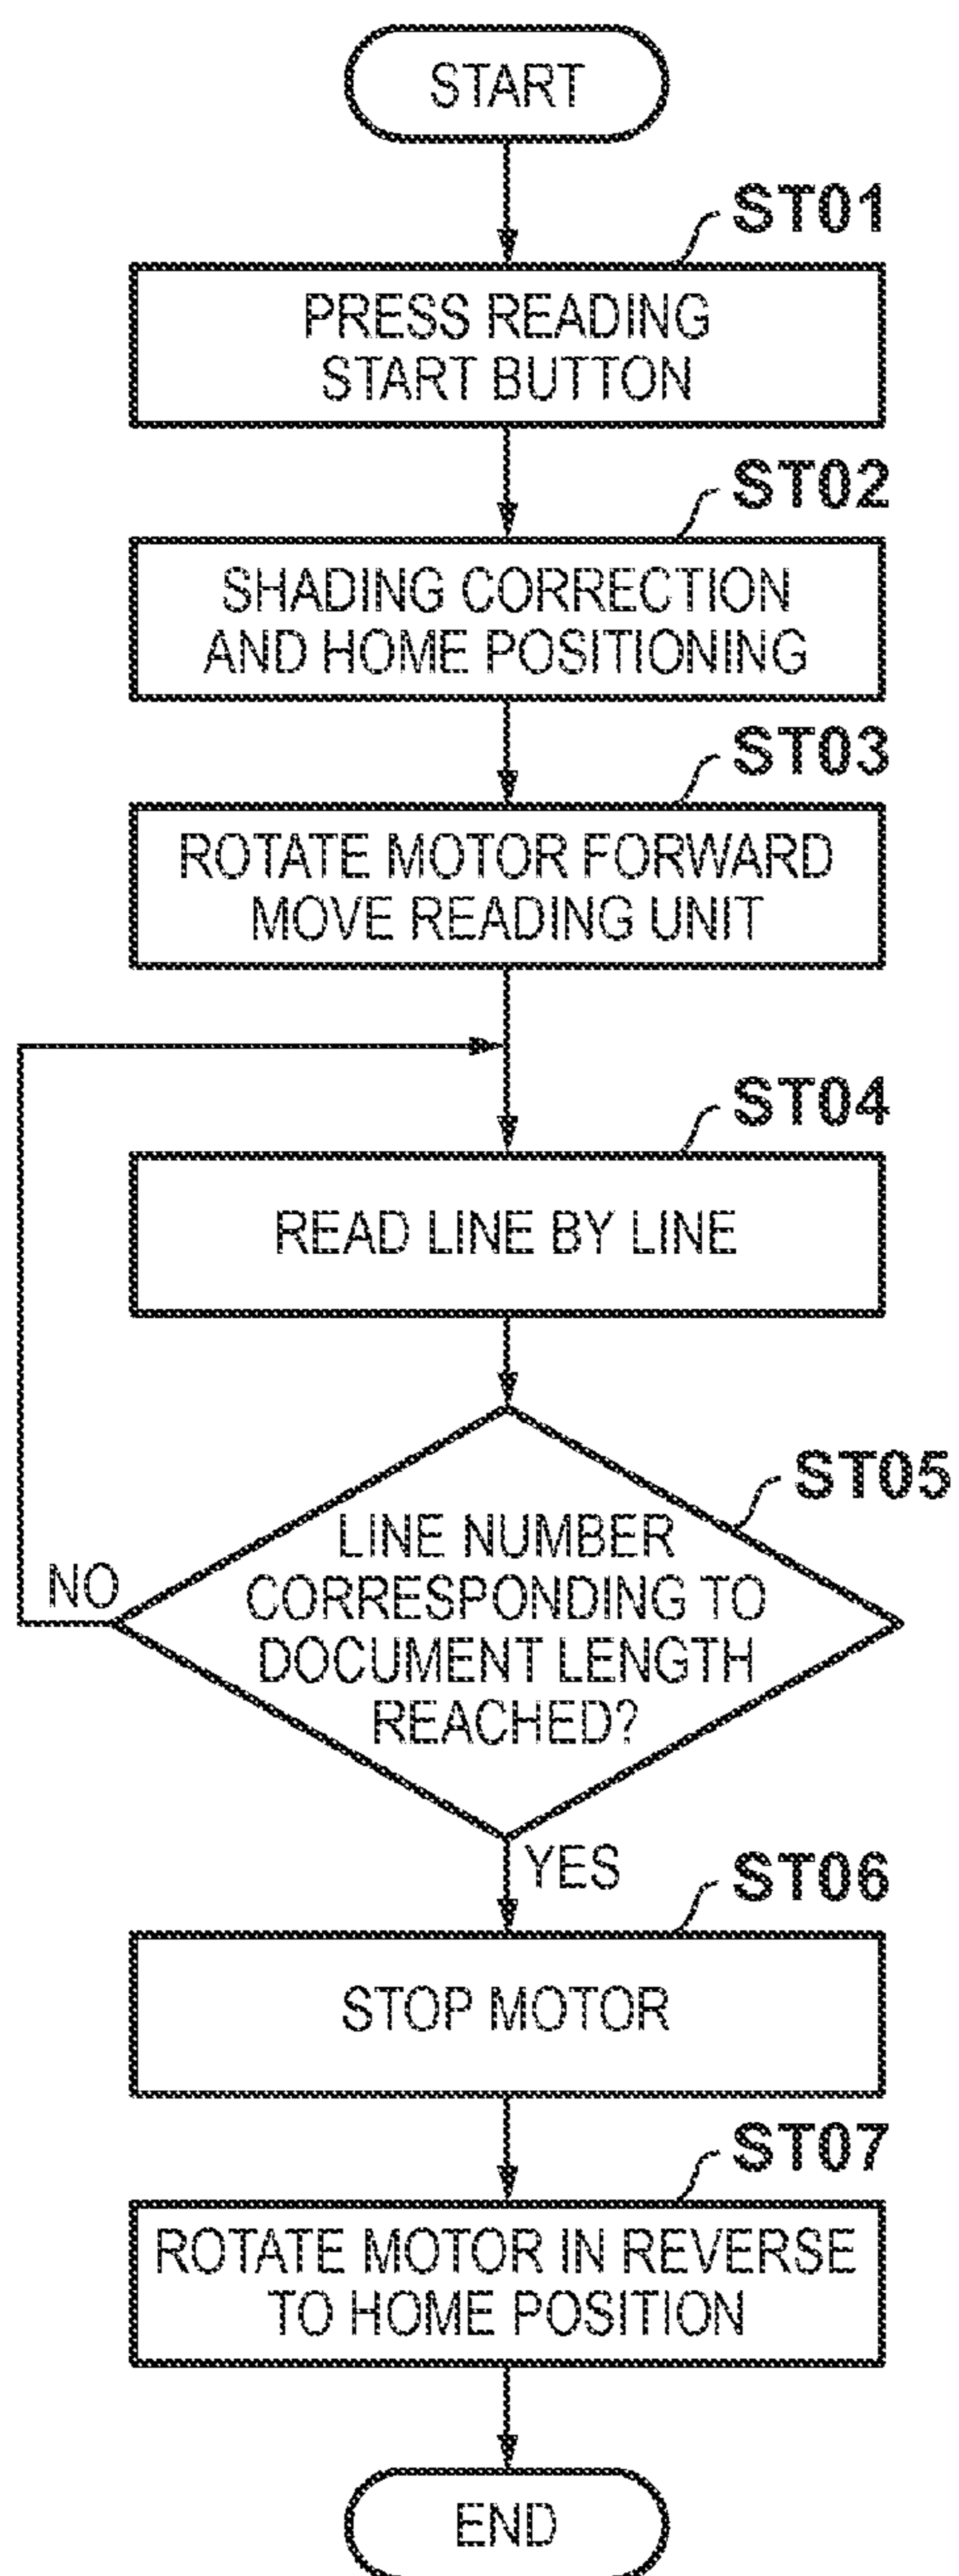 START
ST01
PRESS READING
START BUTTON
ST02
SHADING CORRECTION
AND HOME POSITIONING
ST03
ROTATE MOTOR FORWARD
MOVE READING UNIT
ST04
READ LINE BY LINE
ST05
LINE NUMBER
CORRESPONDING TO
DOCUMENT LENGTH
REACHED?
NO
YES
ST06
STOP MOTOR
ST07
ROTATE MOTOR IN REVERSE
TO HOME POSITION
END